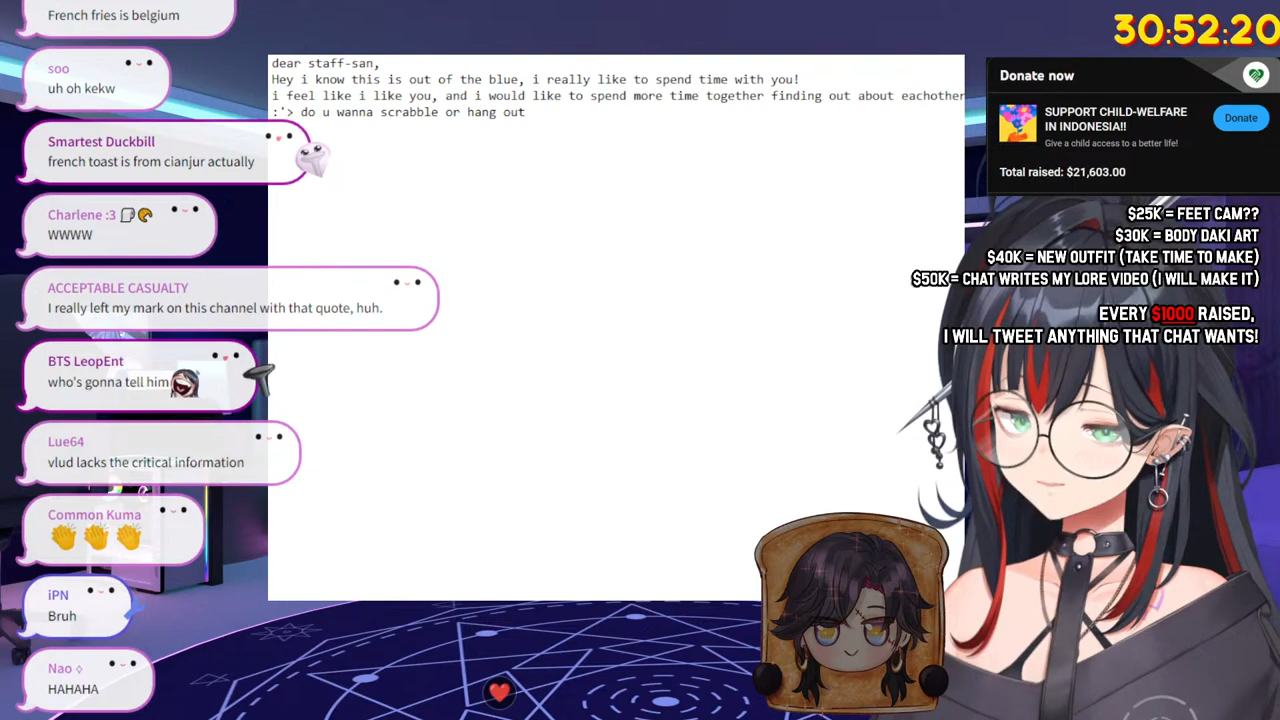 French fries is belgium
soo
uh oh kekw
Smartest Duckbill
french toast is from cianjur actually
Charlene :3
WWWW
ACCEPTABLE CASUALTY
I really left my mark on this channel with that quote, huh.
BTS LeopEnt
who's gonna tell him
Lue64
vlud lacks the critical information
Common Kuma
👏 👏 👏
iPN
Bruh
Nao ◊
HAHAHA
dear staff-san,
Hey i know this is out of the blue, i really like to spend time with you!
i feel like i like you, and i would like to spend more time together finding out about eachother
:'> do u wanna scrabble or hang out
30:52:20
Donate now
SUPPORT CHILD-WELFARE
IN INDONESIA!!
Give a child access to a better life!
Donate
Total raised: $21,603.00
$25K = FEET CAM??
$30K = BODY DAKI ART
$40K = NEW OUTFIT (TAKE TIME TO MAKE)
$50K = CHAT WRITES MY LORE VIDEO (I WILL MAKE IT)
EVERY $1000 RAISED,
I WILL TWEET ANYTHING THAT CHAT WANTS!